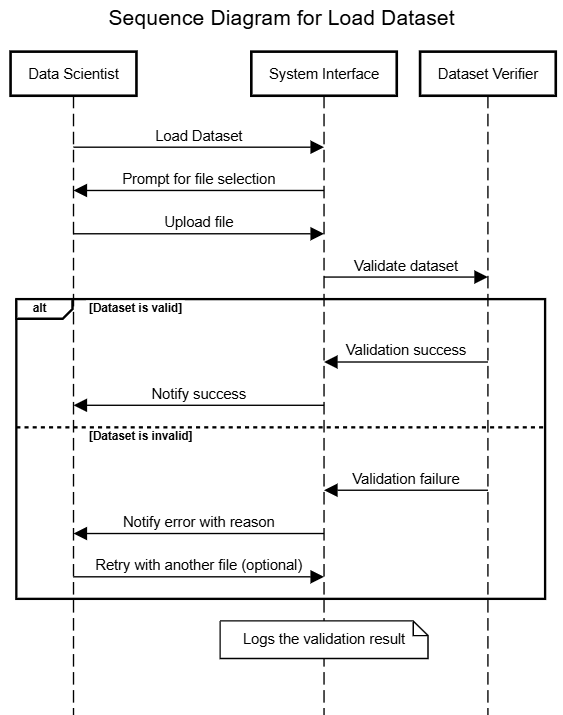 Sequence Diagram for Load Dataset
Data Scientist
System Interface
Dataset Verifier
Load Dataset
Prompt for file selection
Upload file
Validate dataset
alt
[Dataset is valid]
Validation success
Notify success
[Dataset is invalid]
Validation failure
Notify error with reason
Retry with another file (optional)
Logs the validation result